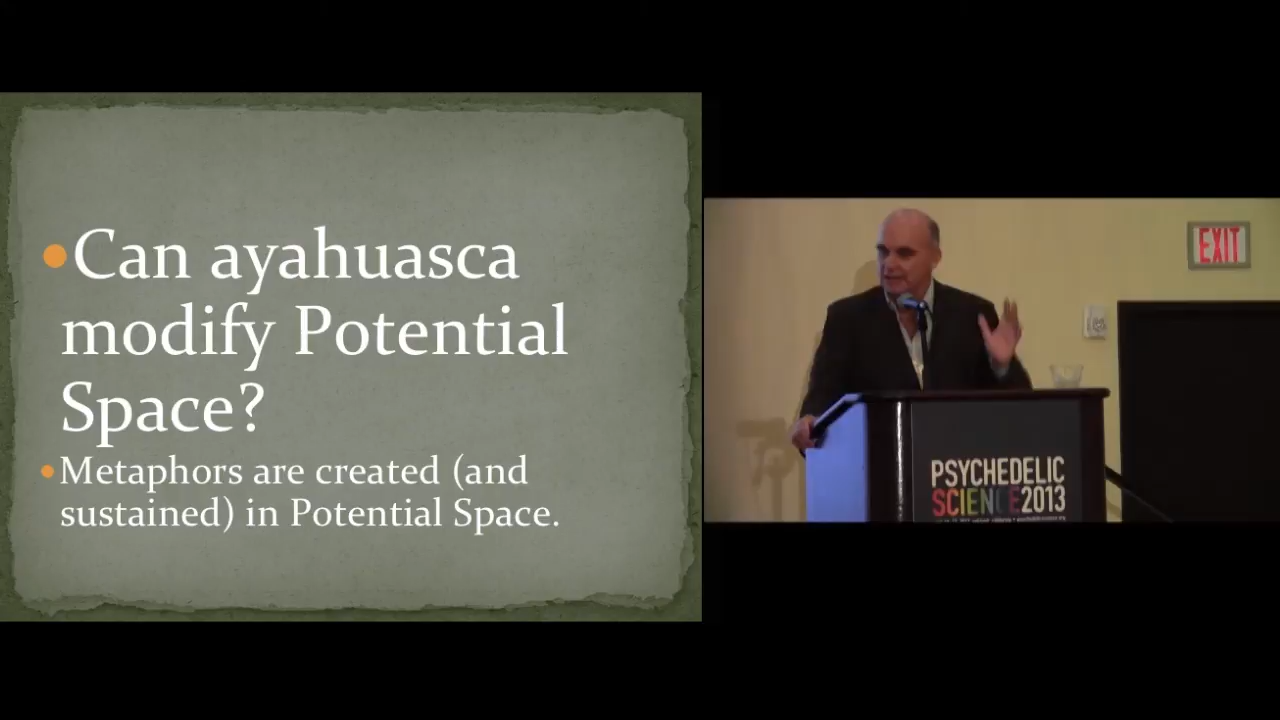 •Can ayahuasca
modify Potential
Space?
•Metaphors are created (and
sustained) in Potential Space.
EXIT
PSYCHEDELIC
SCIENCE2013